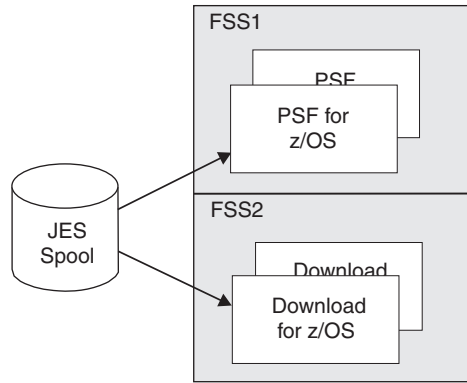 FSS1
PSF
PSF for
z/OS
JES
Spool
FSS2
Download
Download
for z/OS